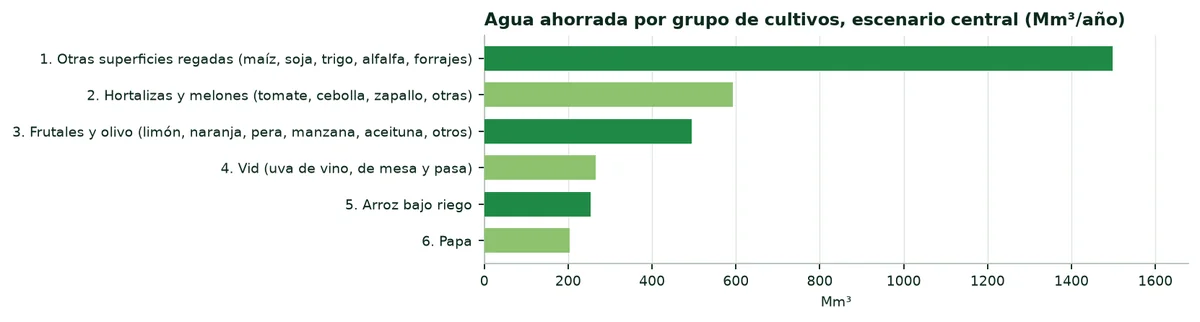 Agua ahorrada por grupo de cultivos, escenario central (Mm³/año)
1. Otras superficies regadas (maíz, soja, trigo, alfalfa, forrajes)
2. Hortalizas y melones (tomate, cebolla, zapallo, otras)
3. Frutales y olivo (limón, naranja, pera, manzana, aceituna, otros)
4. Vid (uva de vino, de mesa y pasa)
5. Arroz bajo riego
6. Papa
0 200 400 600 800 1000 1200 1400 1600
Mm³